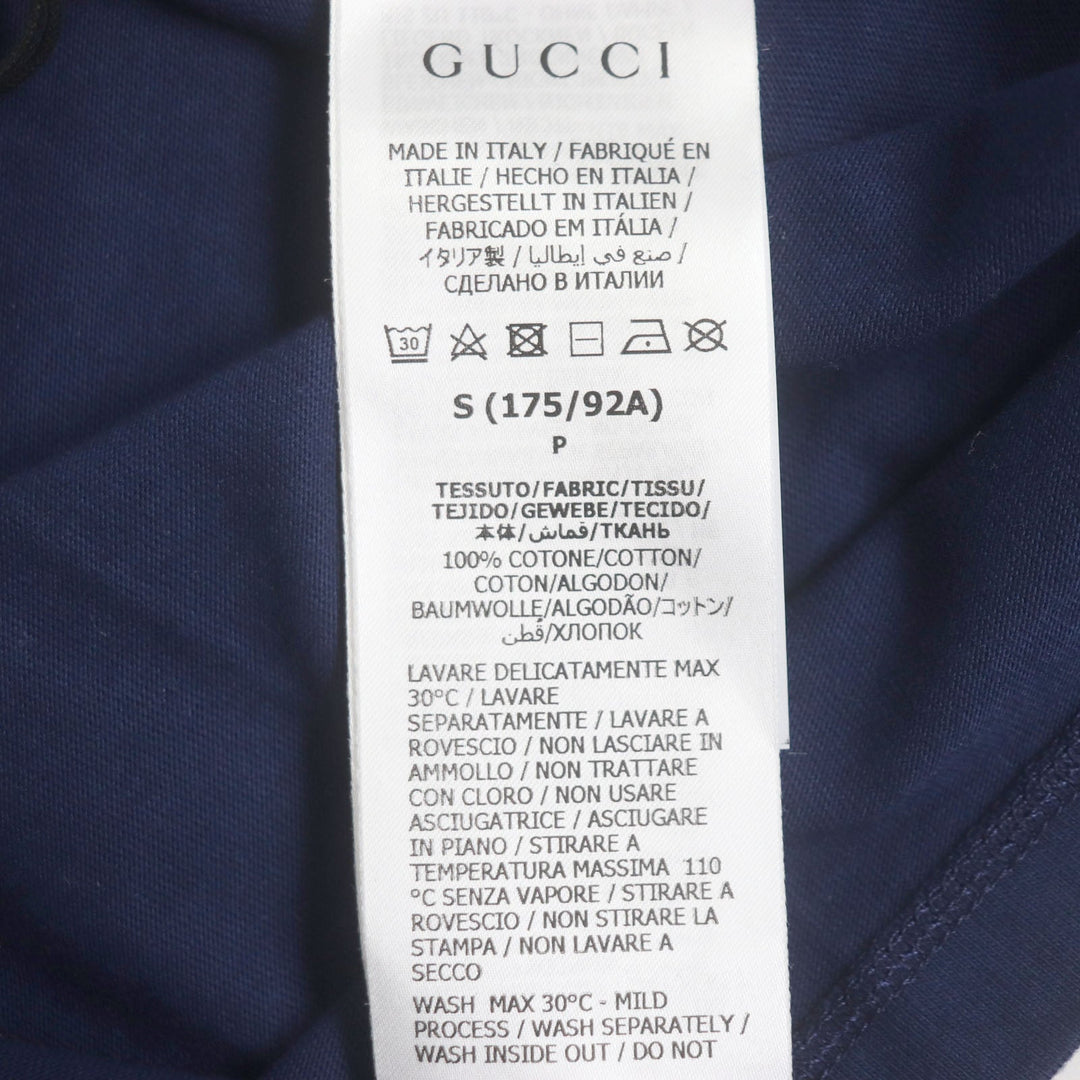 GUCCI
MADE IN ITALY / FABRIQUÉ EN
ITALIE / HECHO EN ITALIA /
HERGESTELLT IN ITALIEN /
FABRICADO EM ITÁLIA /
イタリア製 / صنع في إيطاليا /
СДЕЛАНО В ИТАЛИИ
30
S (175/92A)
P
TESSUTO/FABRIC/TISSU/
TEJIDO/GEWEBE/TECIDO/
本体/قماش/ТКАНЬ
100% COTONE/COTTON/
COTON/ALGODON/
BAUMWOLLE/ALGODÃO/コットン/
قُطن/ХЛОПОК
LAVARE DELICATAMENTE MAX
30°C / LAVARE
SEPARATAMENTE / LAVARE A
ROVESCIO / NON LASCIARE IN
AMMOLLO / NON TRATTARE
CON CLORO / NON USARE
ASCIUGATRICE / ASCIUGARE
IN PIANO / STIRARE A
TEMPERATURA MASSIMA 110
°C SENZA VAPORE / STIRARE A
ROVESCIO / NON STIRARE LA
STAMPA / NON LAVARE A
SECCO
WASH MAX 30°C - MILD
PROCESS / WASH SEPARATELY /
WASH INSIDE OUT / DO NOT